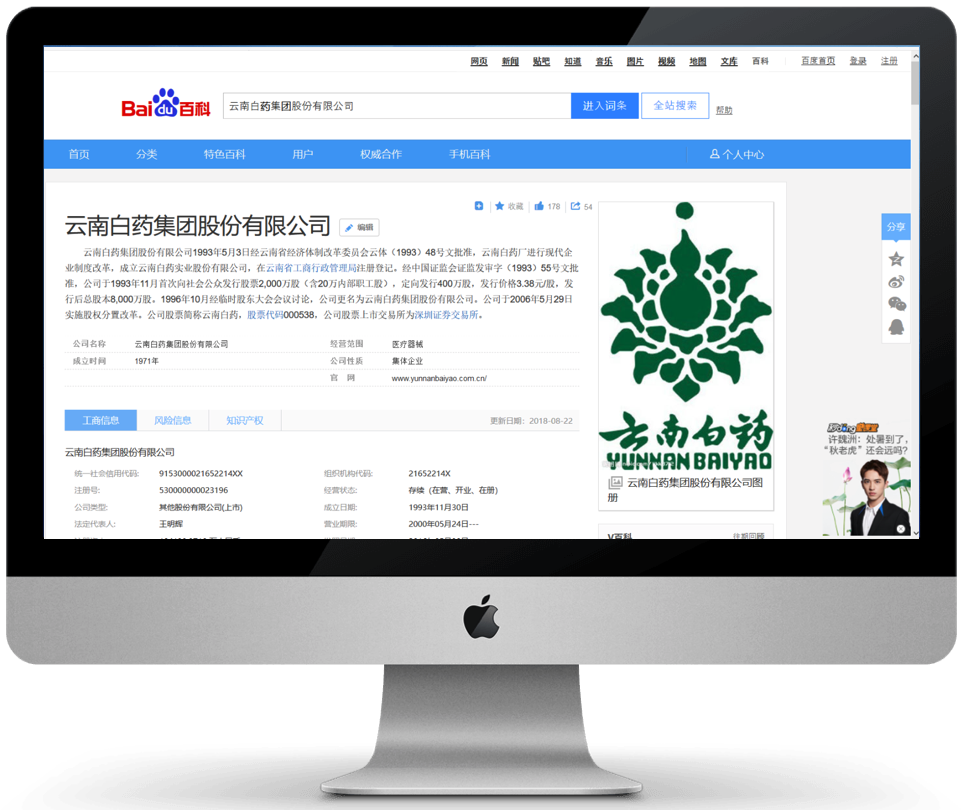 网页 新闻 贴吧 知道 音乐 图片 视频 地图 文库 百科 百度首页 登录 注册
Bai du 百科 云南白药集团股份有限公司 进入词条 全站搜索 帮助
首页 分类 特色百科 用户 权威合作 手机百科 个人中心
收藏 178 54
云南白药集团股份有限公司 编辑
分享
云南白药集团股份有限公司1993年5月3日经云南省经济体制改革委员会云体（1993）48号文批准，云南白药厂进行现代企
业制度改革，成立云南白药实业股份有限公司，在云南省工商行政管理局注册登记。经中国证监会证监发审字（1993）55号文批
准，公司于1993年11月首次向社会公众发行股票2,000万股（含20万内部职工股），定向发行400万股，发行价格3.38元/股，发
行后总股本8,000万股。1996年10月经临时股东大会会议讨论，公司更名为云南白药集团股份有限公司。公司于2006年5月29日
实施股权分置改革。公司股票简称云南白药，股票代码000538，公司股票上市交易所为深圳证券交易所。
公司名称 云南白药集团股份有限公司 经营范围 医疗器械
成立时间 1971年 公司性质 集体企业
官 网 www.yunnanbaiyao.com.cn/
工商信息 风险信息 知识产权 更新日期：2018-08-22
云南白药
YUNNAN BAIYAO
云南白药集团股份有限公司图
册
云南白药集团股份有限公司
统一社会信用代码: 9153000021652214XX 组织机构代码: 21652214X
注册号: 530000000023196 经营状态: 存续（在营、开业、在册）
公司类型: 其他股份有限公司(上市) 成立日期: 1993年11月30日
法定代表人: 王明辉 营业期限: 2000年05月24日---
许魏洲：处暑到了，
“秋老虎”还会远吗？
V百科 往期回顾